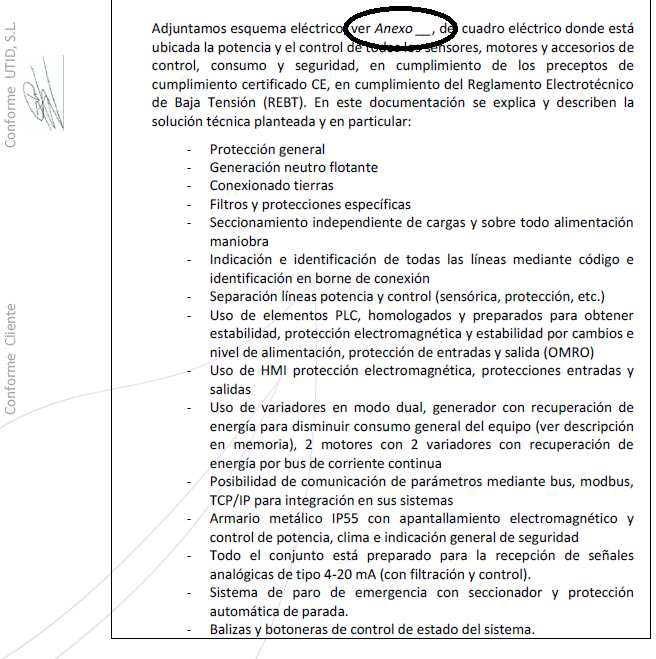 Adjuntamos esquema eléctrico, ver Anexo __, del cuadro eléctrico donde está
ubicada la potencia y el control de todos los sensores, motores y accesorios de
control, consumo y seguridad, en cumplimiento de los preceptos de
cumplimiento certificado CE, en cumplimiento del Reglamento Electrotécnico
de Baja Tensión (REBT). En este documentación se explica y describen la
solución técnica planteada y en particular:
- Protección general
- Generación neutro flotante
- Conexionado tierras
- Filtros y protecciones específicas
- Seccionamiento independiente de cargas y sobre todo alimentación
maniobra
- Indicación e identificación de todas las líneas mediante código e
identificación en borne de conexión
- Separación líneas potencia y control (sensórica, protección, etc.)
- Uso de elementos PLC, homologados y preparados para obtener
estabilidad, protección electromagnética y estabilidad por cambios e
nivel de alimentación, protección de entradas y salida (OMRO)
- Uso de HMI protección electromagnética, protecciones entradas y
salidas
- Uso de variadores en modo dual, generador con recuperación de
energía para disminuir consumo general del equipo (ver descripción
en memoria), 2 motores con 2 variadores con recuperación de
energía por bus de corriente continua
- Posibilidad de comunicación de parámetros mediante bus, modbus,
TCP/IP para integración en sus sistemas
- Armario metálico IP55 con apantallamiento electromagnético y
control de potencia, clima e indicación general de seguridad
- Todo el conjunto está preparado para la recepción de señales
analógicas de tipo 4-20 mA (con filtración y control).
- Sistema de paro de emergencia con seccionador y protección
automática de parada.
- Balizas y botoneras de control de estado del sistema.
Conforme UTID, S.L
Conforme Cliente